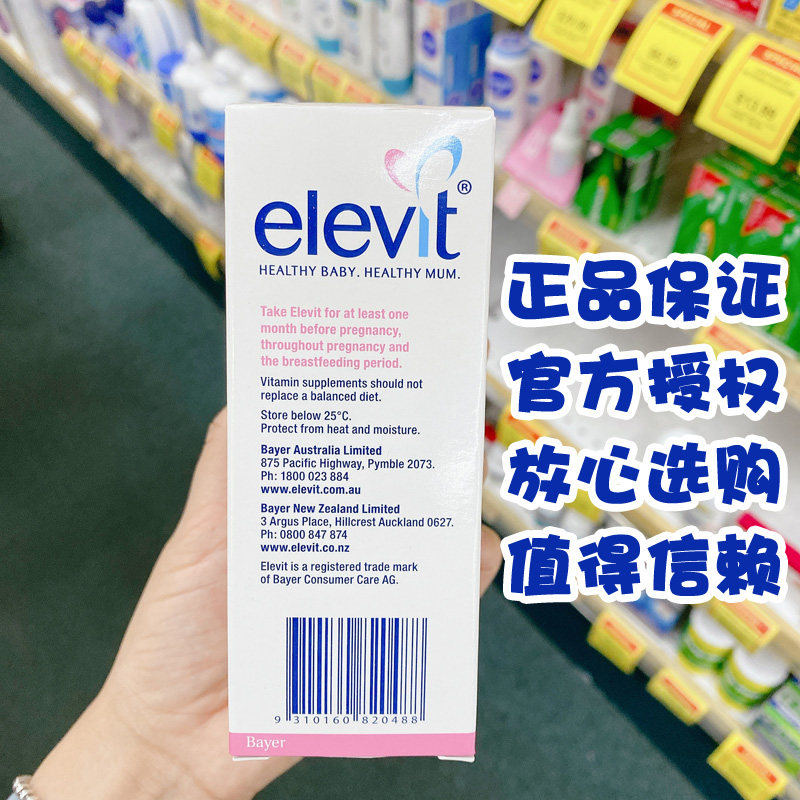 elevit®
HEALTHY BABY. HEALTHY MUM.
Take Elevit for at least one
month before pregnancy,
throughout pregnancy and
the breastfeeding period.
Vitamin supplements should not
replace a balanced diet.
Store below 25°C.
Protect from heat and moisture.
Bayer Australia Limited
875 Pacific Highway, Pymble 2073.
Ph: 1800 023 884
www.elevit.com.au
Bayer New Zealand Limited
3 Argus Place, Hillcrest Auckland 0627.
Ph: 0800 847 874
www.elevit.co.nz
Elevit is a registered trade mark
of Bayer Consumer Care AG.
9 310160 820488
Bayer
正品保证
官方授权
放心选购
值得信赖